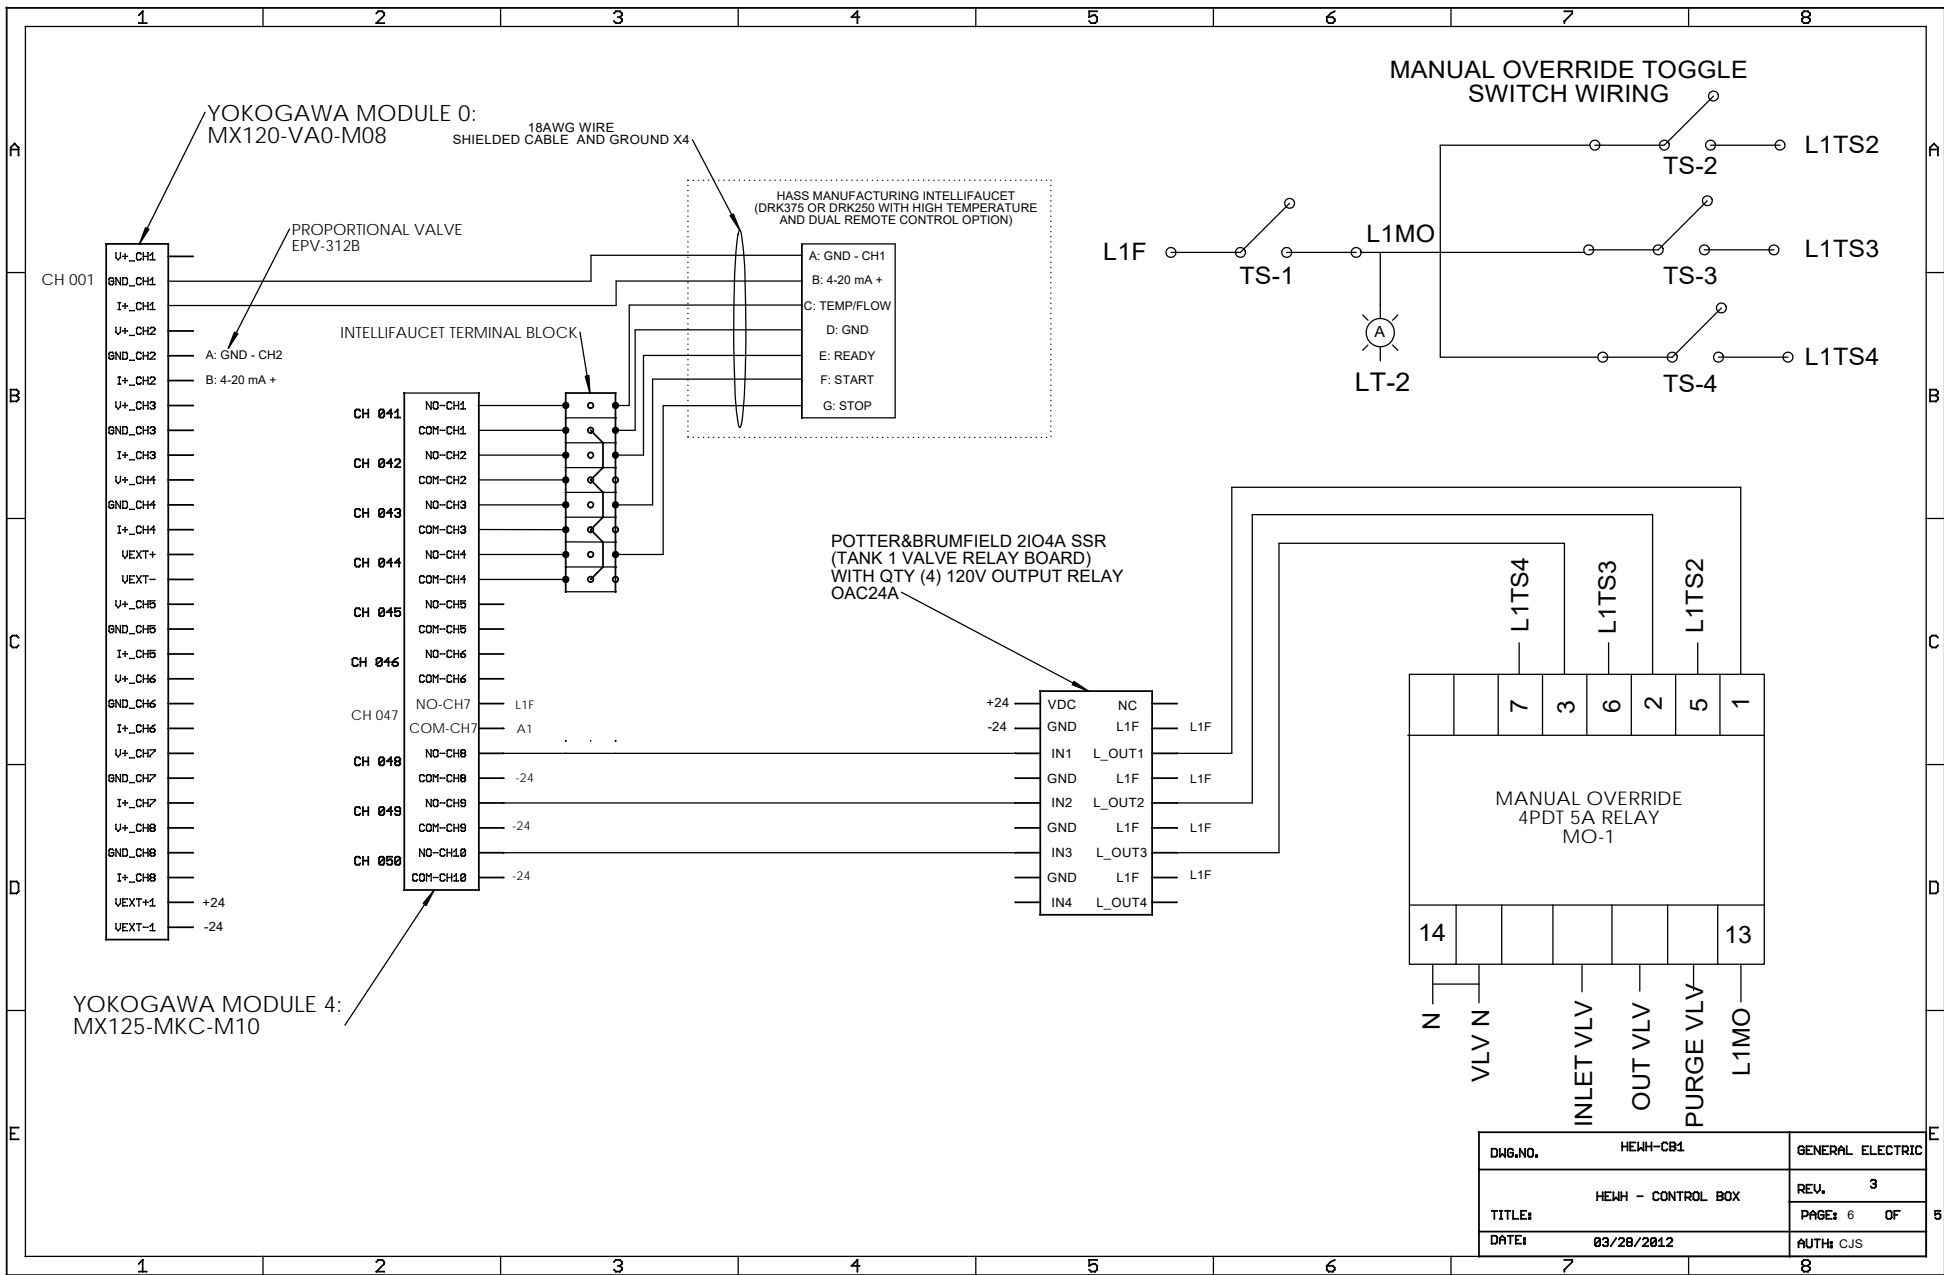 1 2 3 4 5 6 7 8
A
B
C
D
E
A
B
C
D
E
1 2 3 4 5 6 7 8
YOKOGAWA MODULE 0:
MX120-VA0-M08
18AWG WIRE
SHIELDED CABLE AND GROUND X4
PROPORTIONAL VALVE
EPV-312B
CH 001
V+_CH1
GND_CH1
I+_CH1
V+_CH2
GND_CH2
I+_CH2
V+_CH3
GND_CH3
I+_CH3
V+_CH4
GND_CH4
I+_CH4
VEXT+
VEXT-
V+_CH5
GND_CH5
I+_CH5
V+_CH6
GND_CH6
I+_CH6
V+_CH7
GND_CH7
I+_CH7
V+_CH8
GND_CH8
I+_CH8
VEXT+1
VEXT-1
A: GND - CH2
B: 4-20 mA +
+24
-24
INTELLIFAUCET TERMINAL BLOCK
HASS MANUFACTURING INTELLIFAUCET
(DRK375 OR DRK250 WITH HIGH TEMPERATURE
AND DUAL REMOTE CONTROL OPTION)
A: GND - CH1
B: 4-20 mA +
C: TEMP/FLOW
D: GND
E: READY
F: START
G: STOP
CH 041
CH 042
CH 043
CH 044
CH 045
CH 046
CH 047
CH 048
CH 049
CH 050
NO-CH1
COM-CH1
NO-CH2
COM-CH2
NO-CH3
COM-CH3
NO-CH4
COM-CH4
NO-CH5
COM-CH5
NO-CH6
COM-CH6
NO-CH7
COM-CH7
NO-CH8
COM-CH8
NO-CH9
COM-CH9
NO-CH10
COM-CH10
L1F
A1
-24
-24
-24
YOKOGAWA MODULE 4:
MX125-MKC-M10
POTTER&BRUMFIELD 2IO4A SSR
(TANK 1 VALVE RELAY BOARD)
WITH QTY (4) 120V OUTPUT RELAY
OAC24A
+24
-24
VDC NC
GND L1F
IN1 L_OUT1
GND L1F
IN2 L_OUT2
GND L1F
IN3 L_OUT3
GND L1F
IN4 L_OUT4
L1F
L1F
L1F
L1F
MANUAL OVERRIDE TOGGLE
SWITCH WIRING
L1F
TS-1
L1MO
A
LT-2
TS-2
L1TS2
TS-3
L1TS3
TS-4
L1TS4
L1TS4
L1TS3
L1TS2
7 3 6 2 5 1
MANUAL OVERRIDE
4PDT 5A RELAY
MO-1
14 13
N
VLV N
INLET VLV
OUT VLV
PURGE VLV
L1MO
DWG.NO. HEWH-CB1
GENERAL ELECTRIC
HEWH - CONTROL BOX
TITLE:
REV. 3
PAGE: 6 OF 5
DATE: 03/28/2012
AUTH: CJS